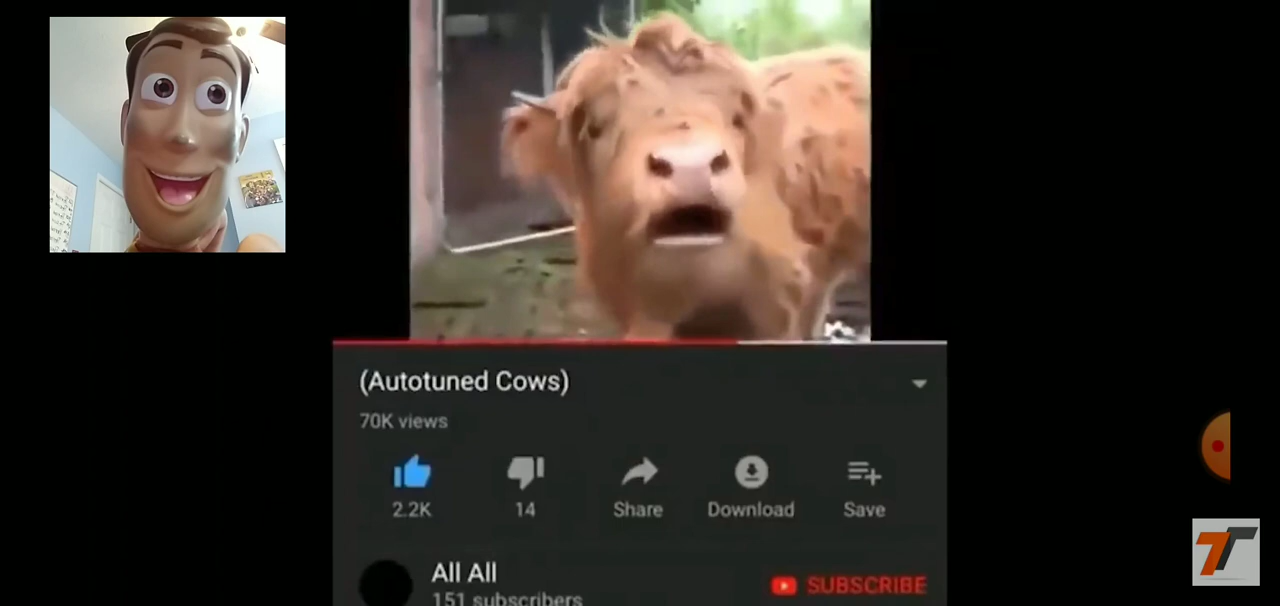 (Autotuned Cows)
70K views
2.2K
14
Share
Download
Save
All All
SUBSCRIBE
151 subscribers